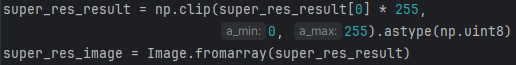 super_res_result = np.clip(super_res_result[0] * 255,
a_min: 0, a_max: 255).astype(np.uint8)
super_res_image = Image.fromarray(super_res_result)